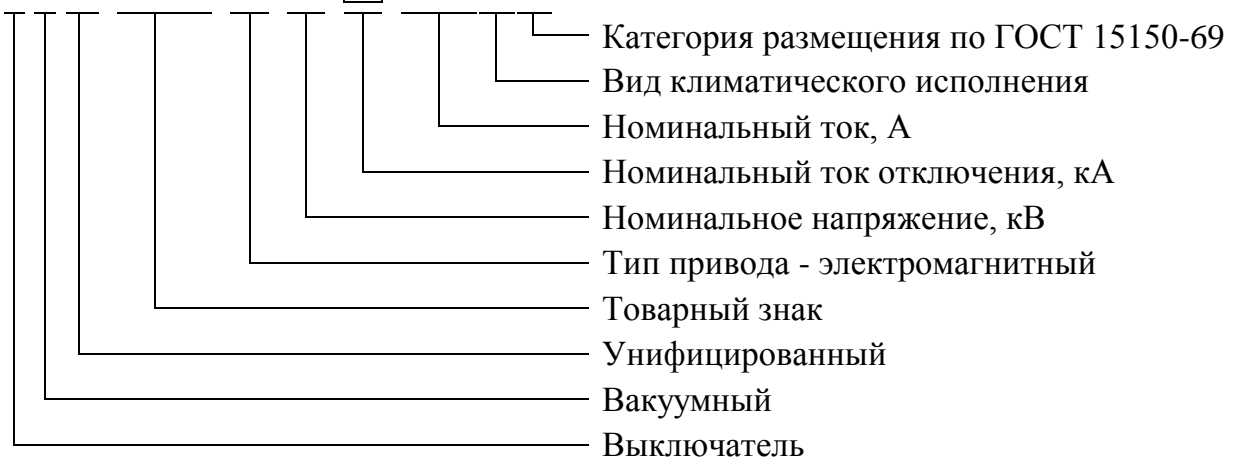 Категория размещения по ГОСТ 15150-69
Вид климатического исполнения
Номинальный ток, А
Номинальный ток отключения, кА
Номинальное напряжение, кВ
Тип привода - электромагнитный
Товарный знак
Унифицированный
Вакуумный
Выключатель